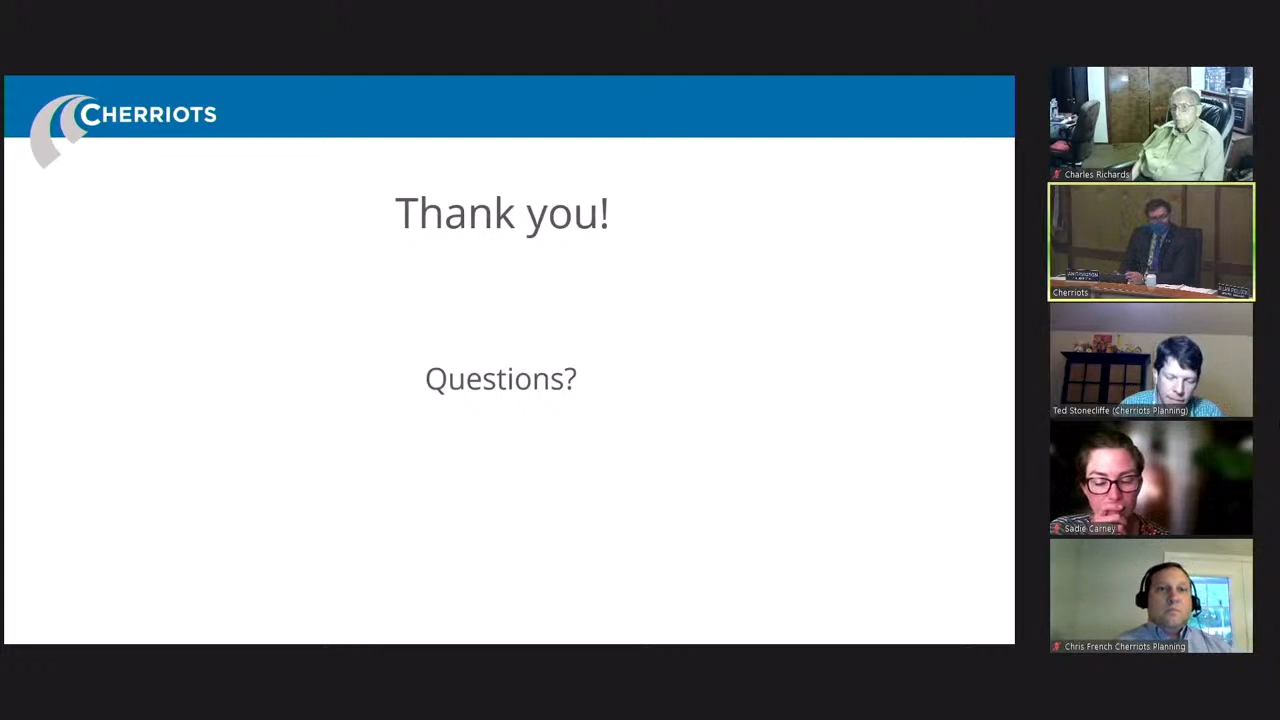 CHERRIOTS
Thank you!
Questions?
Charles Richards
Cherriots
Ted Stonecliffe (Cherriots Planning)
Sadie Carney
Chris French Cherriots Planning